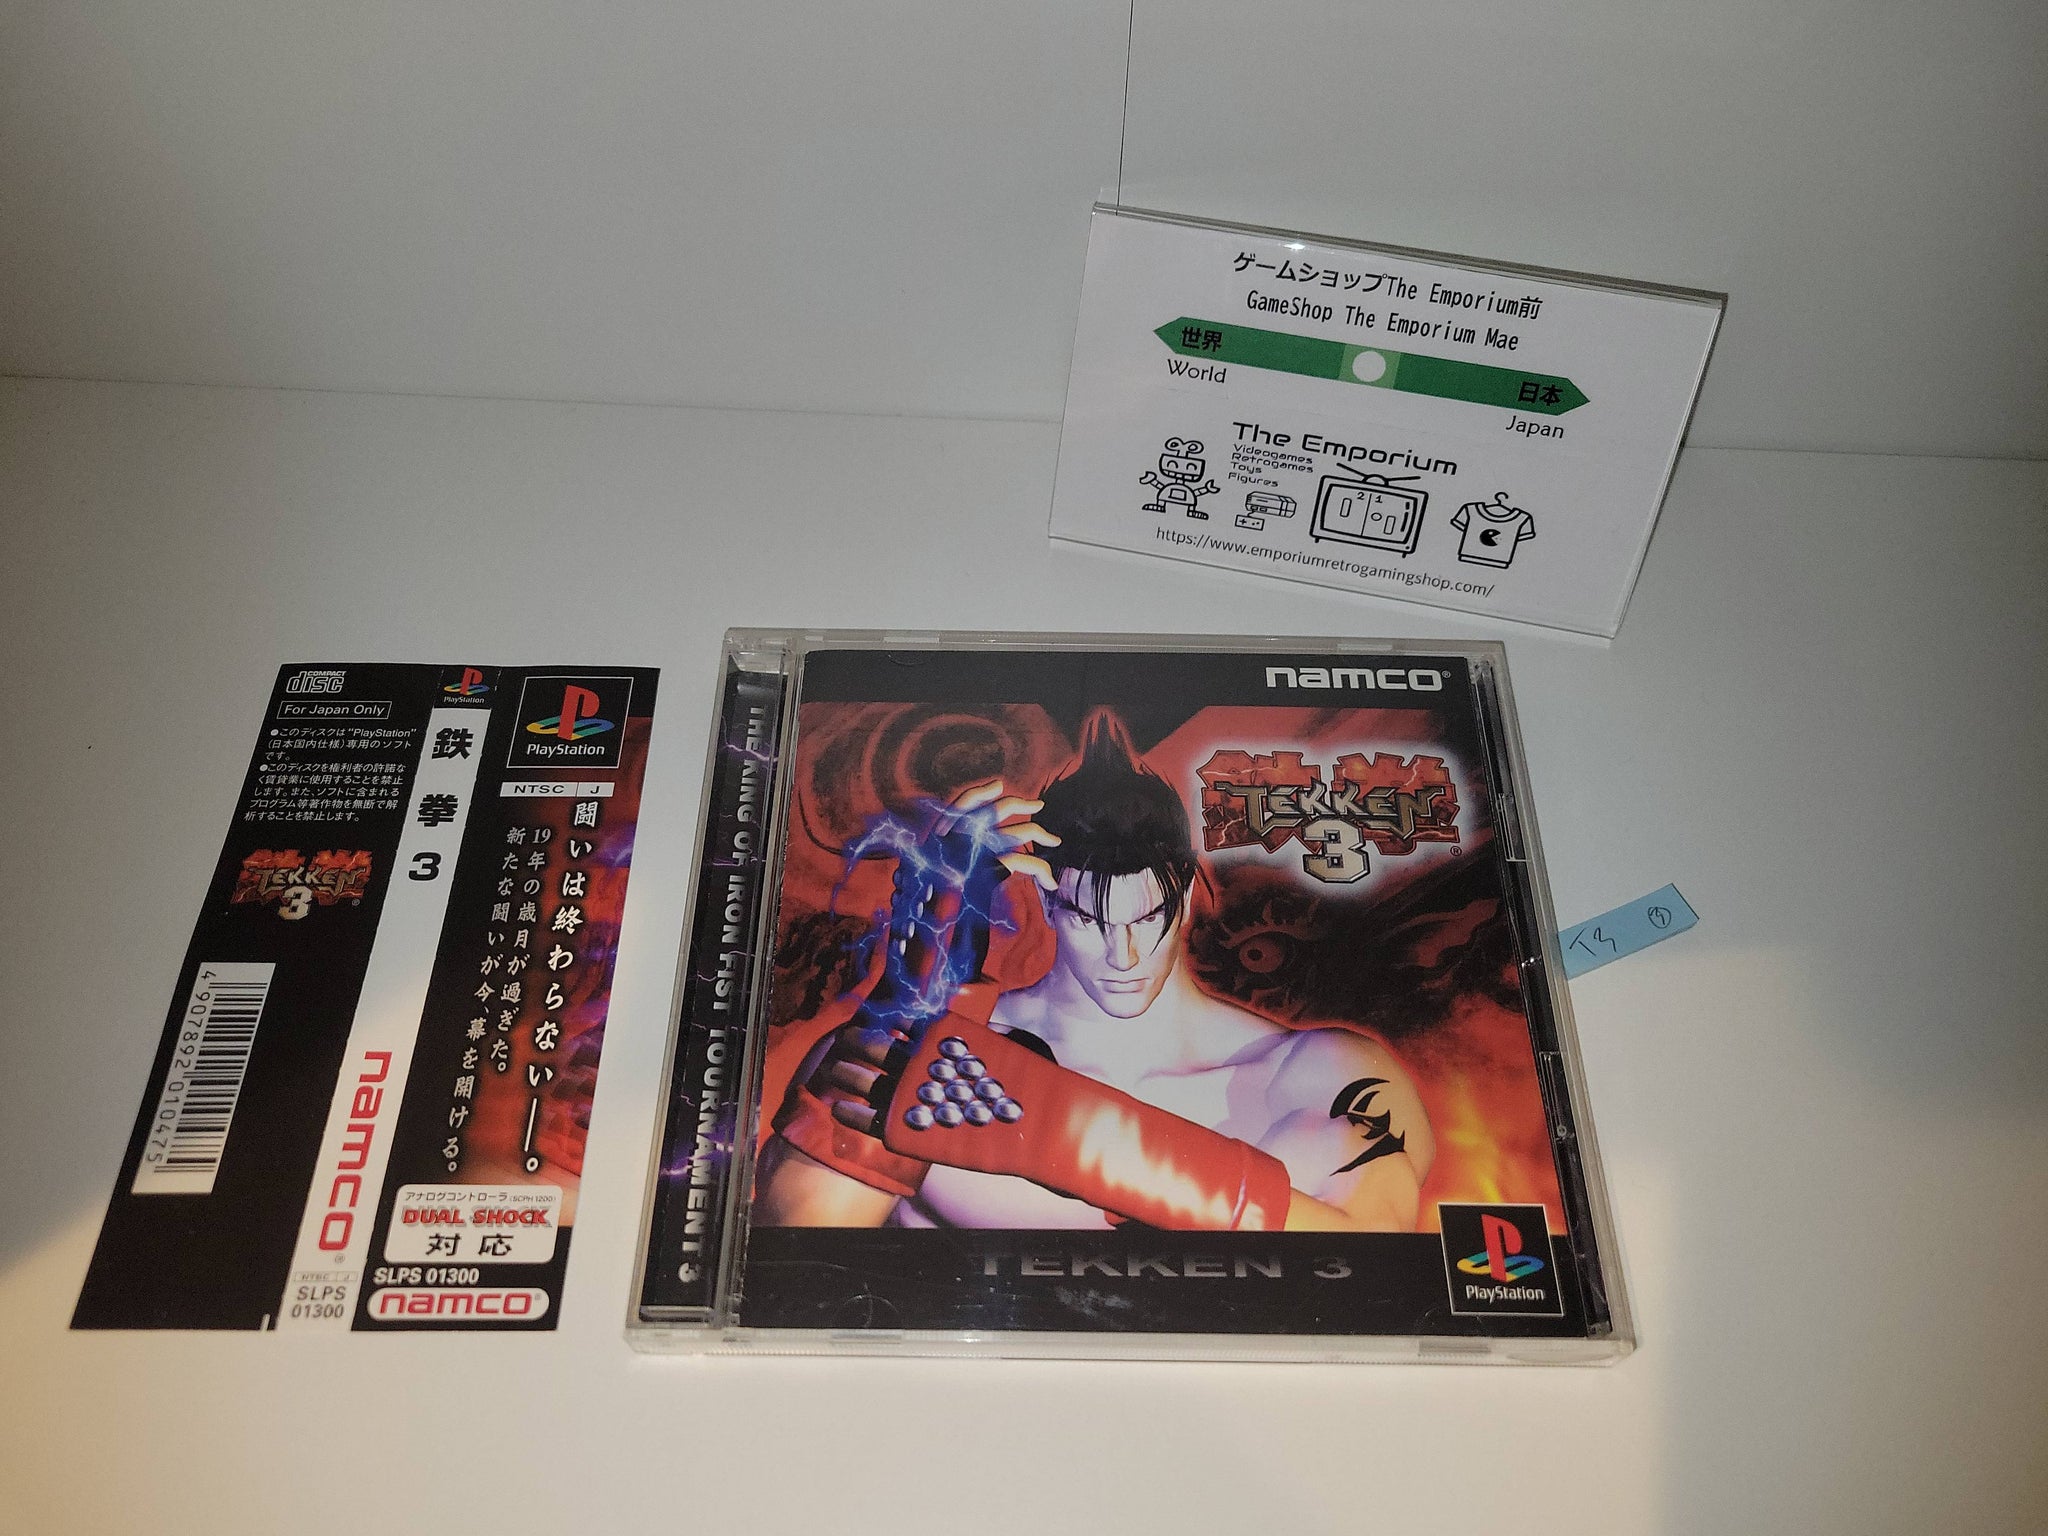 ゲームショップThe Emporium前
GameShop The Emporium Mae
世界
日本
World
Japan
The Emporium
Videogames
Retrogames
Toys
Figures
2 1
https://www.emporiumretrogamingshop.com/
COMPACT
disc
For Japan Only
●このディスクは"PlayStation"
(日本国内仕様)専用のソフト
です。
●このディスクを権利者の許諾な
く賃貸業に使用することを禁止
します。また、ソフトに含まれる
プログラム等著作物を無断で解
析することを禁止します。
TEKKEN
3
4907892010475
PlayStation
鉄拳3
namco®
NTSC J
SLPS
01300
PlayStation
NTSC J
闘いは終わらない——。
19年の歳月が過ぎた。
新たな闘いが今、幕を開ける。
アナログコントローラ(SCPH1200)
DUAL SHOCK
対応
SLPS 01300
namco®
THE KING OF IRON FIST TOURNAMENT 3
namco®
TEKKEN
3
TEKKEN 3
PlayStation
T3